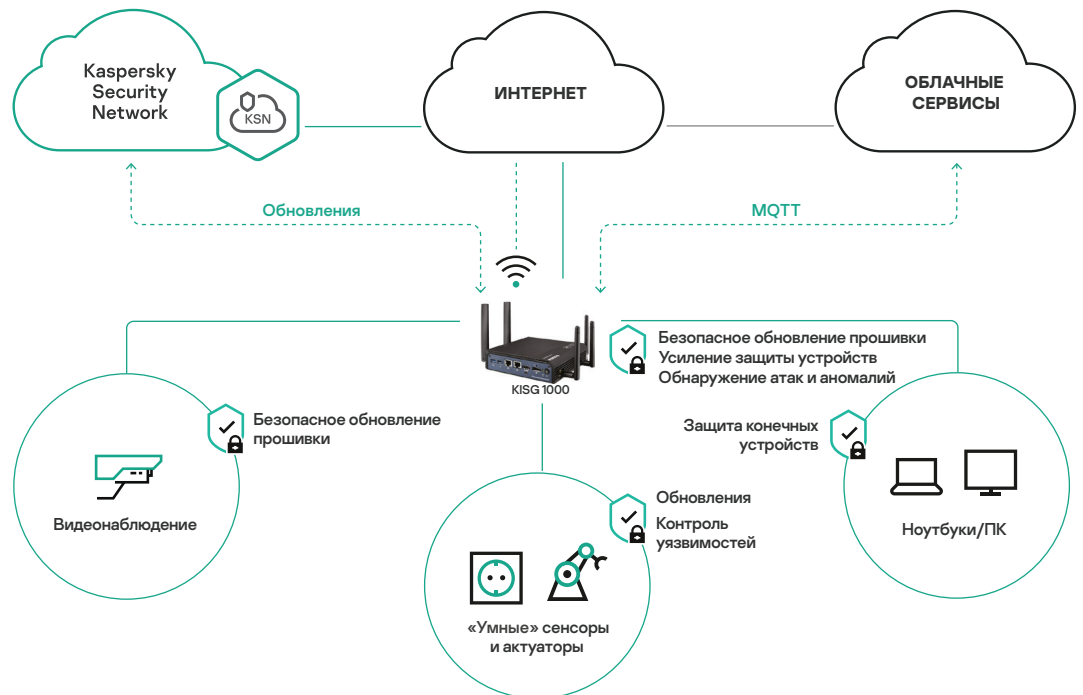 Kaspersky
Security
Network
KSN
ИНТЕРНЕТ
ОБЛАЧНЫЕ
СЕРВИСЫ
Обновления
MQTT
KISG 1000
Безопасное обновление прошивки
Усиление защиты устройств
Обнаружение атак и аномалий
Безопасное обновление
прошивки
Видеонаблюдение
Защита конечных
устройств
Ноутбуки/ПК
Обновления
Контроль
уязвимостей
«Умные» сенсоры
и актуаторы